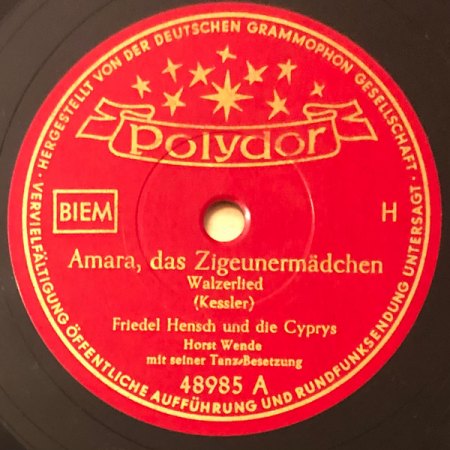 HERGESTELLT VON DER DEUTSCHEN GRAMMOPHON GESELLSCHAFT · VERVIELFÄLTIGUNG ÖFFENTLICHE AUFFÜHRUNG UND RUNDFUNKSENDUNG UNTERSAGT ·
Polydor
BIEM
H
Amara, das Zigeunermädchen
Walzerlied
(Kessler)
Friedel Hensch und die Cyprys
Horst Wende
mit seiner Tanz-Besetzung
48985 A